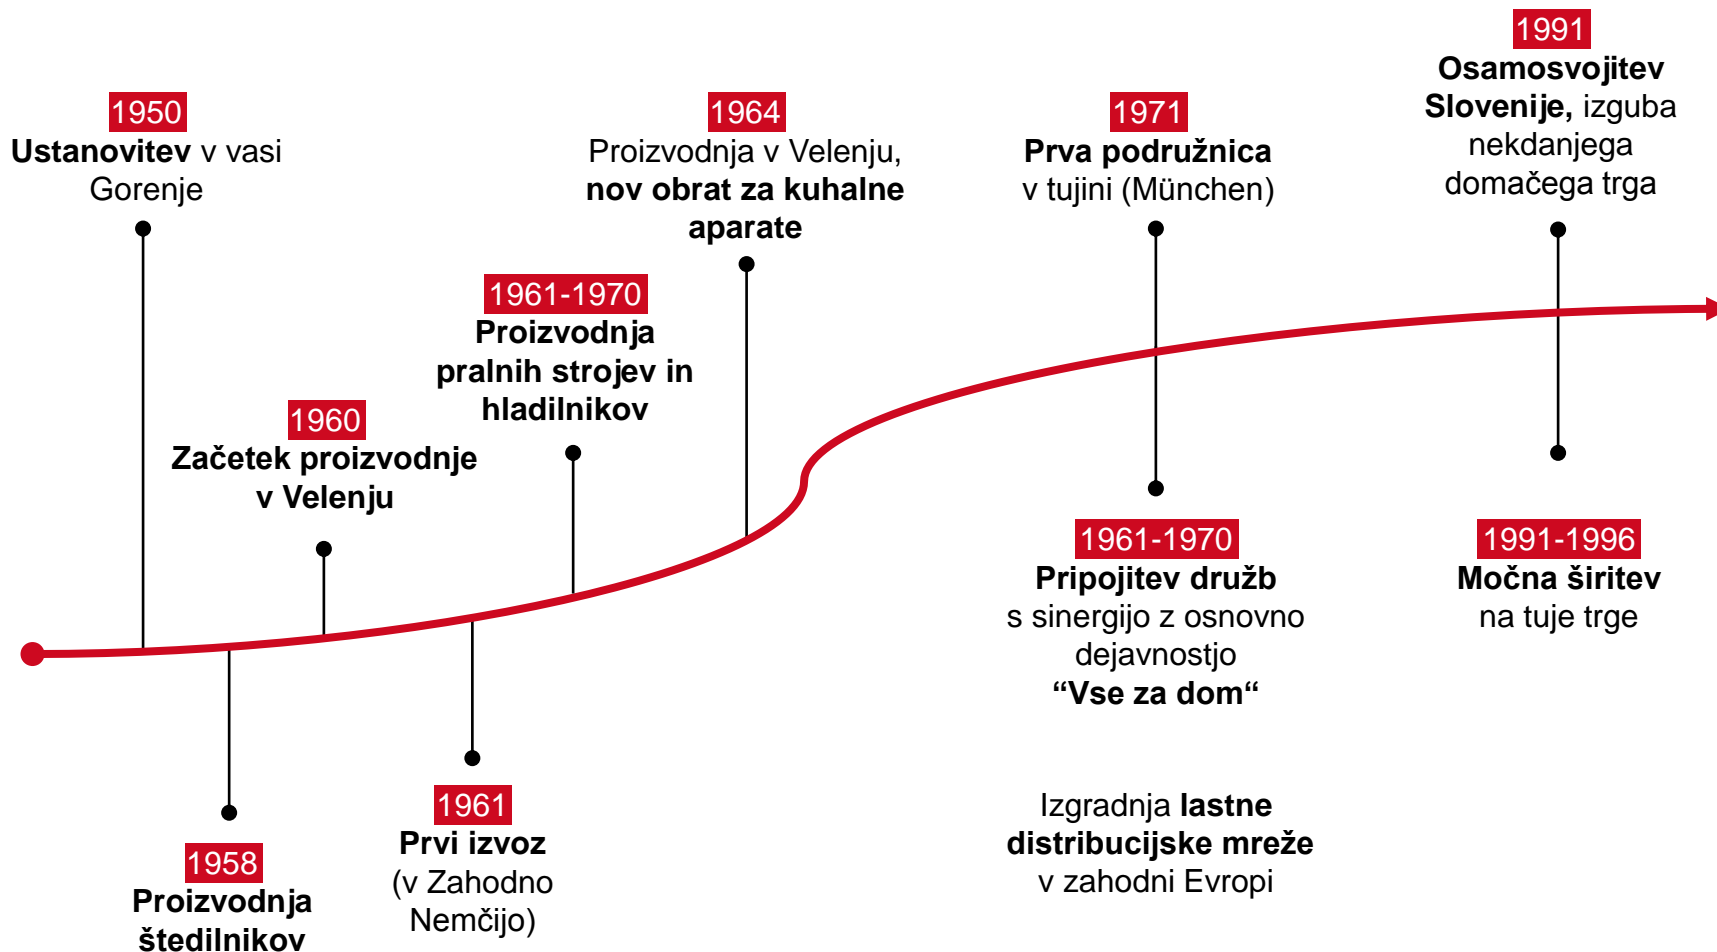 1950
Ustanovitev v vasi
Gorenje
1958
Proizvodnja
štedilnikov
1960
Začetek proizvodnje
v Velenju
1961
Prvi izvoz
(v Zahodno
Nemčijo)
1961-1970
Proizvodnja
pralnih strojev in
hladilnikov
1964
Proizvodnja v Velenju,
nov obrat za kuhalne
aparate
1971
Prva podružnica
v tujini (München)
1961-1970
Pripojitev družb
s sinergijo z osnovno
dejavnostjo
“Vse za dom“
Izgradnja lastne
distribucijske mreže
v zahodni Evropi
1991
Osamosvojitev
Slovenije, izguba
nekdanjega
domačega trga
1991-1996
Močna širitev
na tuje trge